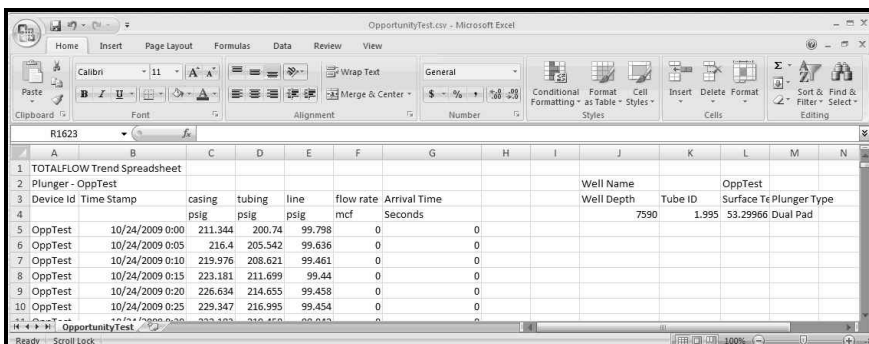 OpportunityTest.csv - Microsoft Excel
Home Insert Page Layout Formulas Data Review View
Paste Calibri 11 A A Wrap Text General Conditional Formatting Format as Table Cell Styles Insert Delete Format Σ Sort & Filter Find & Select
B I U A Merge & Center $ % ,
Clipboard Font Alignment Number Styles Cells Editing
R1623 fx
A B C D E F G H I J K L M N
1 TOTALFLOW Trend Spreadsheet
2 Plunger - OppTest Well Name OppTest
3 Device Id Time Stamp casing tubing line flow rate Arrival Time Well Depth Tube ID Surface Te Plunger Type
4 psig psig psig mcf Seconds 7590 1.995 53.29966 Dual Pad
5 OppTest 10/24/2009 0:00 211.344 200.74 99.798 0 0
6 OppTest 10/24/2009 0:05 216.4 205.542 99.636 0 0
7 OppTest 10/24/2009 0:10 219.976 208.621 99.461 0 0
8 OppTest 10/24/2009 0:15 223.181 211.699 99.44 0 0
9 OppTest 10/24/2009 0:20 226.634 214.655 99.458 0 0
10 OppTest 10/24/2009 0:25 229.347 216.995 99.454 0 0
OpportunityTest
Ready Scroll Lock 100%